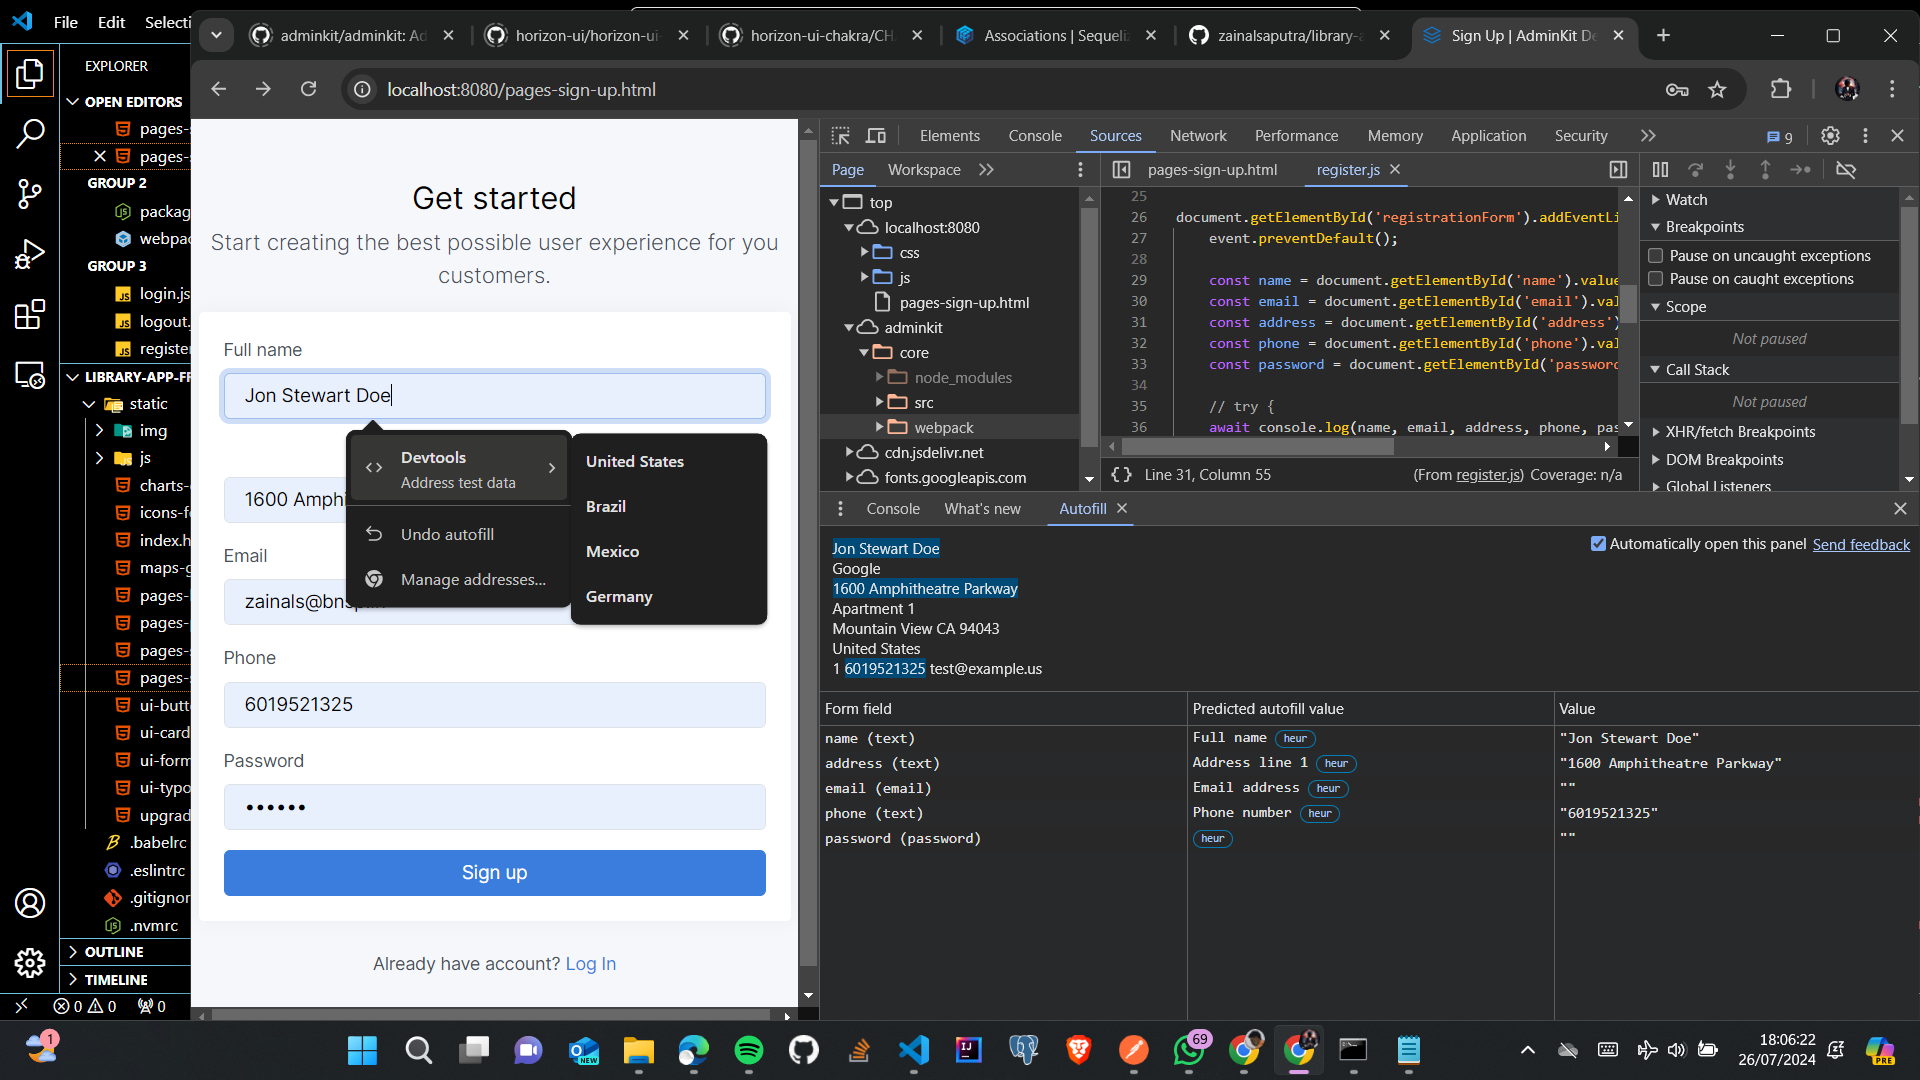 File Edit Selecti
adminkit/adminkit: Ad
horizon-ui/horizon-ui-
horizon-ui-chakra/CH
Associations | Sequeliz
zainalsaputra/library-a
Sign Up | AdminKit De
localhost:8080/pages-sign-up.html
EXPLORER
OPEN EDITORS
pages-s
pages-s
GROUP 2
packag
webpac
GROUP 3
login.js
logout.
register
LIBRARY-APP-FR
static
img
js
charts-
icons-fe
index.h
maps-g
pages-
pages-
pages-s
pages-s
ui-butt
ui-card
ui-form
ui-typo
upgrad
.babelrc
.eslintrc
.gitignor
.nvmrc
OUTLINE
TIMELINE
0 0 0
Get started
Start creating the best possible user experience for you
customers.
Full name
Jon Stewart Doe
Devtools
Address test data
Undo autofill
Manage addresses...
United States
Brazil
Mexico
Germany
1600 Amphi
Email
zainals@bnsp
Phone
6019521325
Password
••••••
Sign up
Already have account? Log In
Elements Console Sources Network Performance Memory Application Security 9
Page Workspace
pages-sign-up.html register.js
top
localhost:8080
css
js
pages-sign-up.html
adminkit
core
node_modules
src
webpack
cdn.jsdelivr.net
fonts.googleapis.com
25
26 document.getElementById('registrationForm').addEventLi
27 event.preventDefault();
28
29 const name = document.getElementById('name').value
30 const email = document.getElementById('email').val
31 const address = document.getElementById('address')
32 const phone = document.getElementById('phone').val
33 const password = document.getElementById('password
34
35 // try {
36 await console.log(name, email, address, phone, pas
{} Line 31, Column 55 (From register.js) Coverage: n/a
Watch
Breakpoints
Pause on uncaught exceptions
Pause on caught exceptions
Scope
Not paused
Call Stack
Not paused
XHR/fetch Breakpoints
DOM Breakpoints
Global Listeners
Console What's new Autofill
Automatically open this panel Send feedback
Jon Stewart Doe
Google
1600 Amphitheatre Parkway
Apartment 1
Mountain View CA 94043
United States
1 6019521325 test@example.us
Form field Predicted autofill value Value
name (text) Full name heur "Jon Stewart Doe"
address (text) Address line 1 heur "1600 Amphitheatre Parkway"
email (email) Email address heur ""
phone (text) Phone number heur "6019521325"
password (password) heur ""
1
NEW
69
18:06:22
26/07/2024
PRE